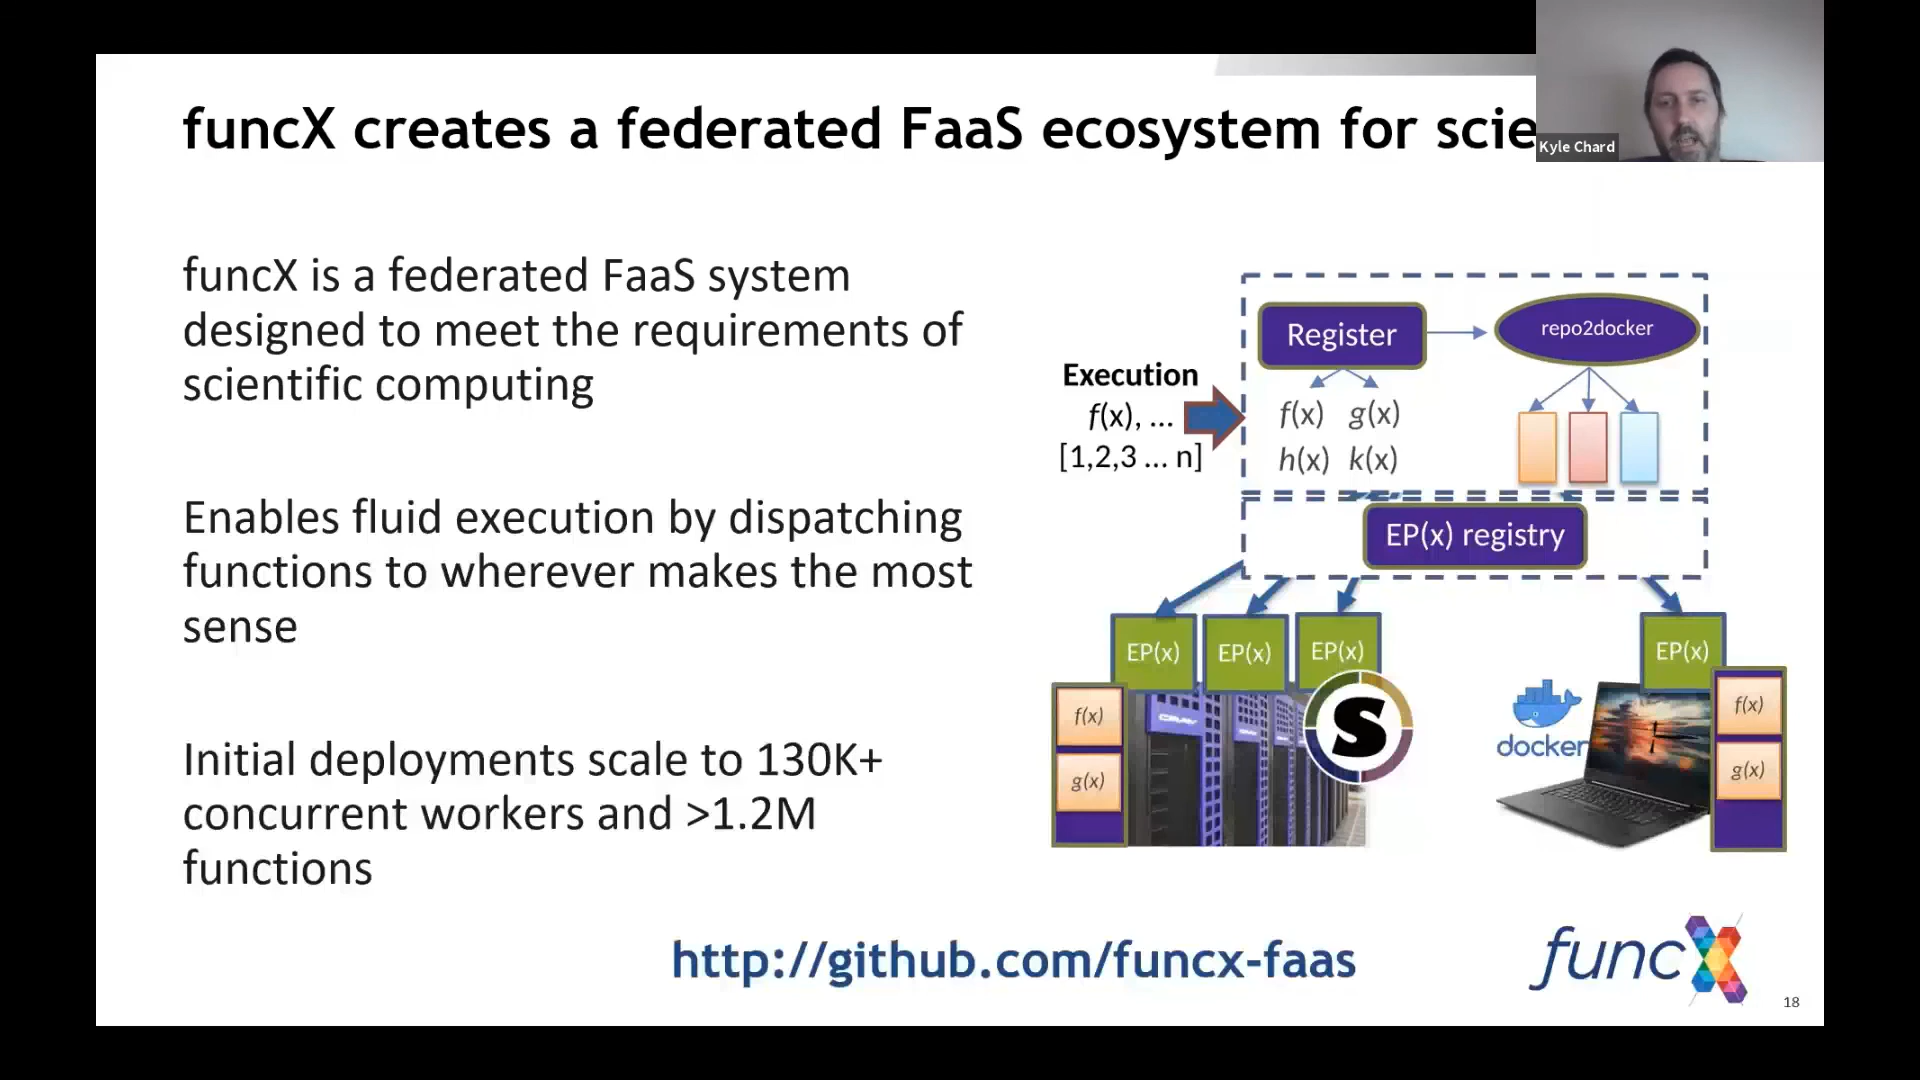 funcX creates a federated FaaS ecosystem for scie
Kyle Chard
funcX is a federated FaaS system
designed to meet the requirements of
scientific computing
Enables fluid execution by dispatching
functions to wherever makes the most
sense
Initial deployments scale to 130K+
concurrent workers and >1.2M
functions
Execution
f(x), ...
[1,2,3 ... n]
Register
repo2docker
f(x) g(x)
h(x) k(x)
EP(x) registry
EP(x)
EP(x)
EP(x)
EP(x)
f(x)
g(x)
CRAY
S
docker
f(x)
g(x)
http://github.com/funcx-faas
funcX
18